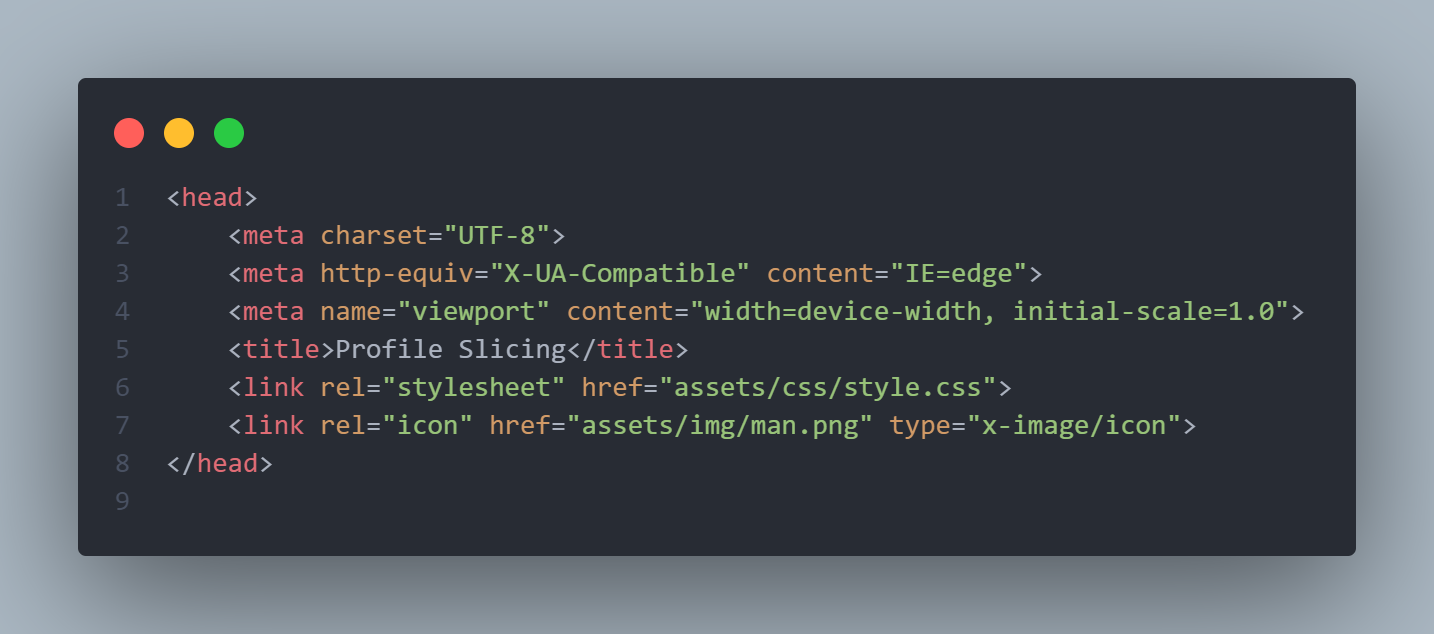 1 <head>
2     <meta charset="UTF-8">
3     <meta http-equiv="X-UA-Compatible" content="IE=edge">
4     <meta name="viewport" content="width=device-width, initial-scale=1.0">
5     <title>Profile Slicing</title>
6     <link rel="stylesheet" href="assets/css/style.css">
7     <link rel="icon" href="assets/img/man.png" type="x-image/icon">
8 </head>
9